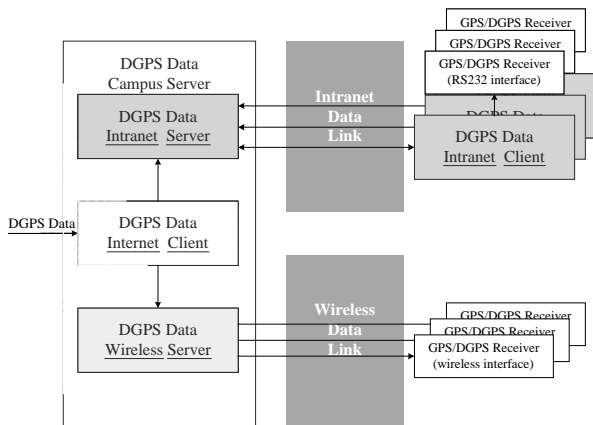 DGPS Data
Campus Server
DGPS Data
Intranet Server
DGPS Data
DGPS Data
Internet Client
DGPS Data
Wireless Server
Intranet
Data
Link
Wireless
Data
Link
GPS/DGPS Receiver
GPS/DGPS Receiver
GPS/DGPS Receiver
(RS232 interface)
DGPS Data
DGPS Data
Intranet Client
GPS/DGPS Receiver
GPS/DGPS Receiver
GPS/DGPS Receiver
(wireless interface)